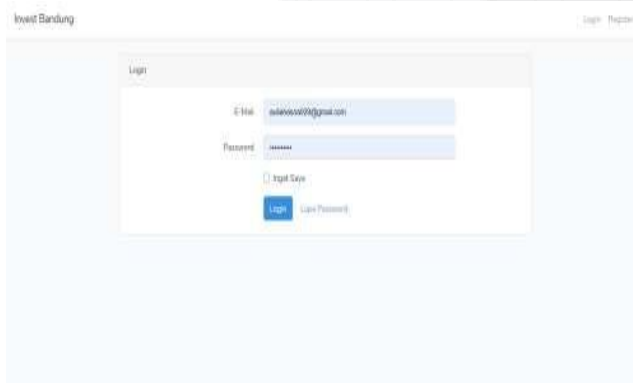 Invest Bandung
Login Register
Login
E-Mail
Password ••••••••
Ingat Saya
Login Lupa Password